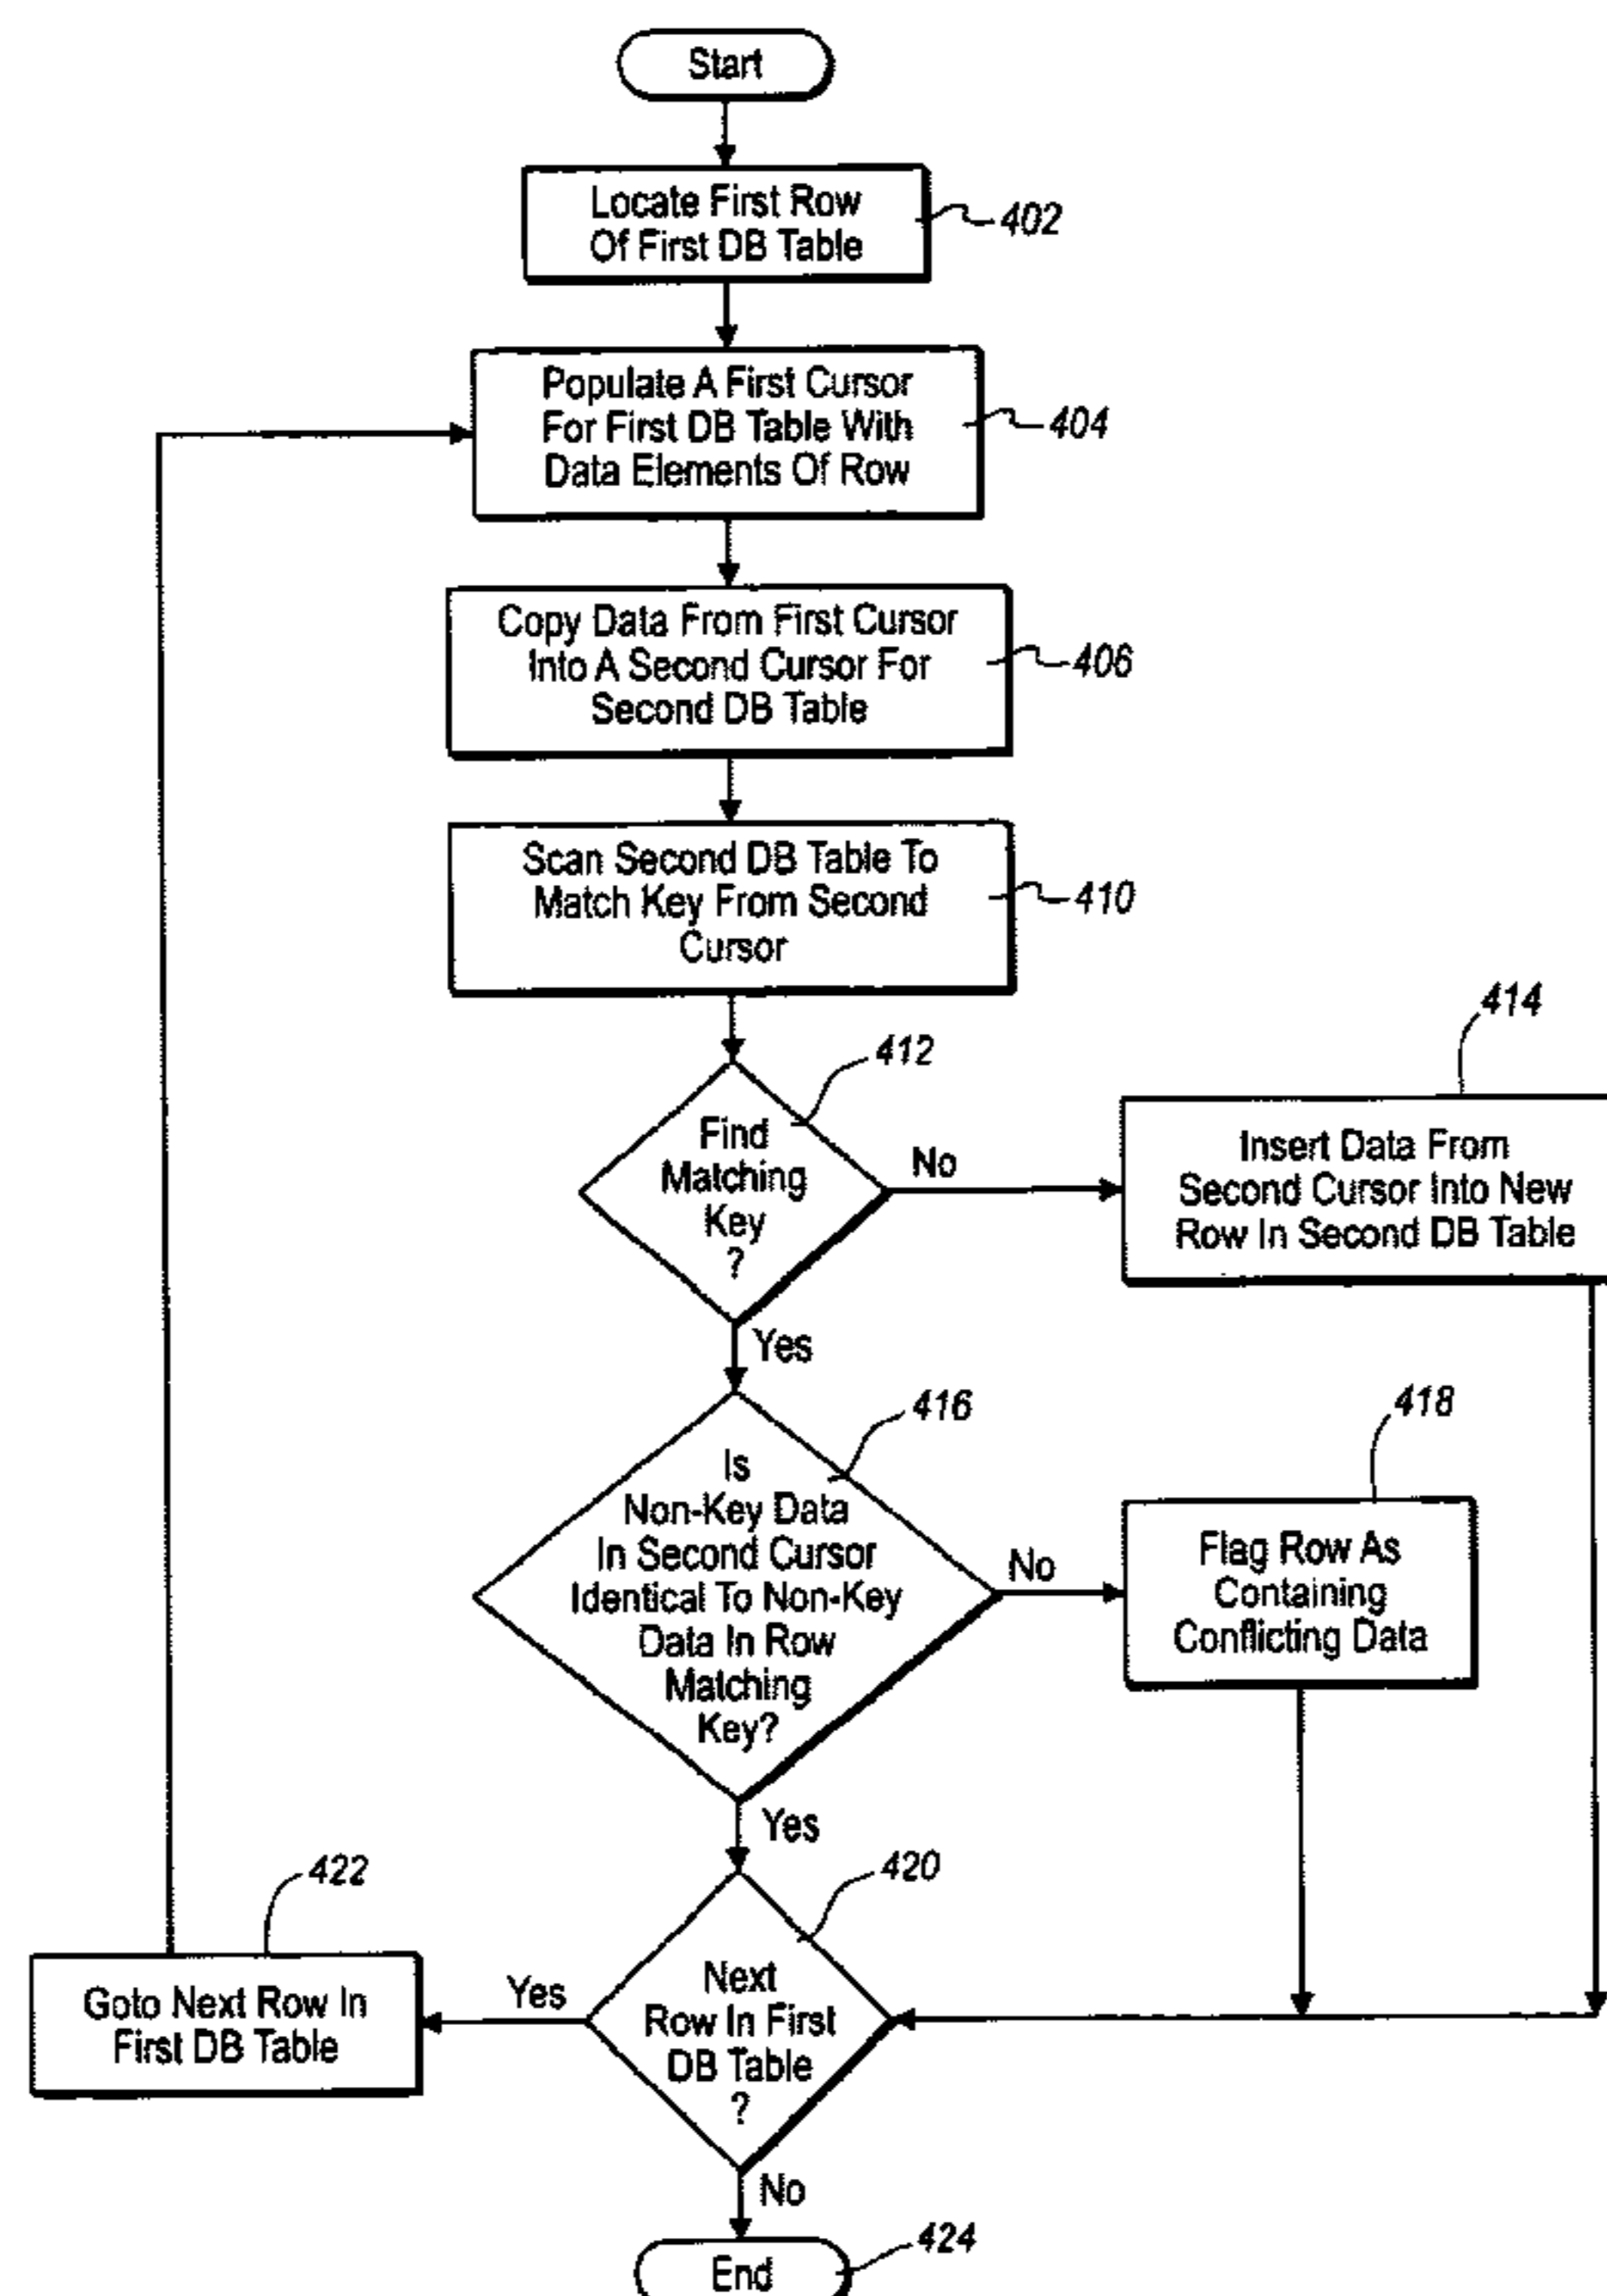 Start
Locate First Row
Of First DB Table
402
Populate A First Cursor
For First DB Table With
Data Elements Of Row
404
Copy Data From First Cursor
Into A Second Cursor For
Second DB Table
406
Scan Second DB Table To
Match Key From Second
Cursor
410
412
Find
Matching
Key
?
No
414
Insert Data From
Second Cursor Into New
Row In Second DB Table
Yes
416
Is
Non-Key Data
In Second Cursor
Identical To Non-Key
Data In Row
Matching
Key?
No
418
Flag Row As
Containing
Conflicting Data
Yes
420
Next
Row In First
DB Table
?
Yes
422
Goto Next Row In
First DB Table
No
End
424